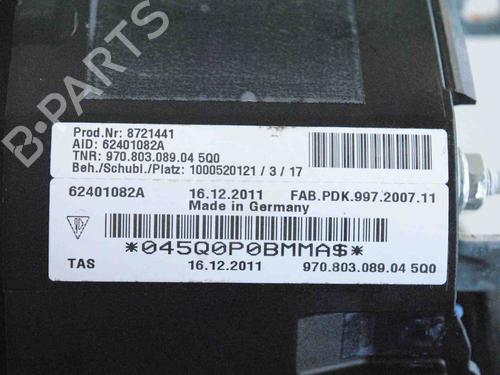 B-PARTS
Prod.Nr: 8721441
AID: 62401082A
TNR: 970.803.089.04 5Q0
Beh./Schubl./Platz: 1000520121 / 3 / 17
62401082A 16.12.2011 FAB.PDK.997.2007.11
Made in Germany
*045Q0P0BMMA$*
TAS 16.12.2011 970.803.089.04 5Q0